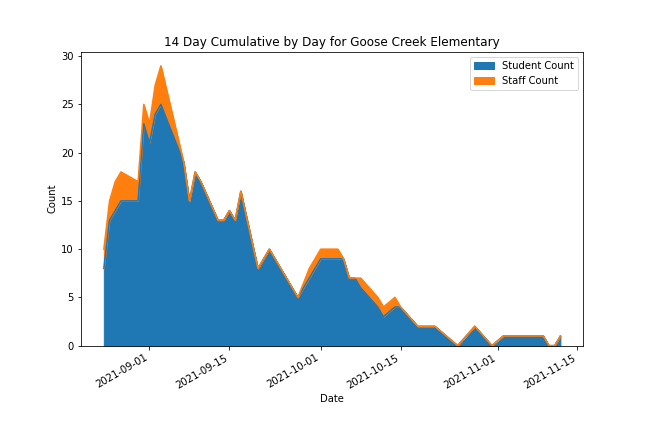 14 Day Cumulative by Day for Goose Creek Elementary
Student Count
Staff Count
30
25
20
15
10
5
0
Count
2021-09-01
2021-09-15
2021-10-01
2021-10-15
2021-11-01
2021-11-15
Date